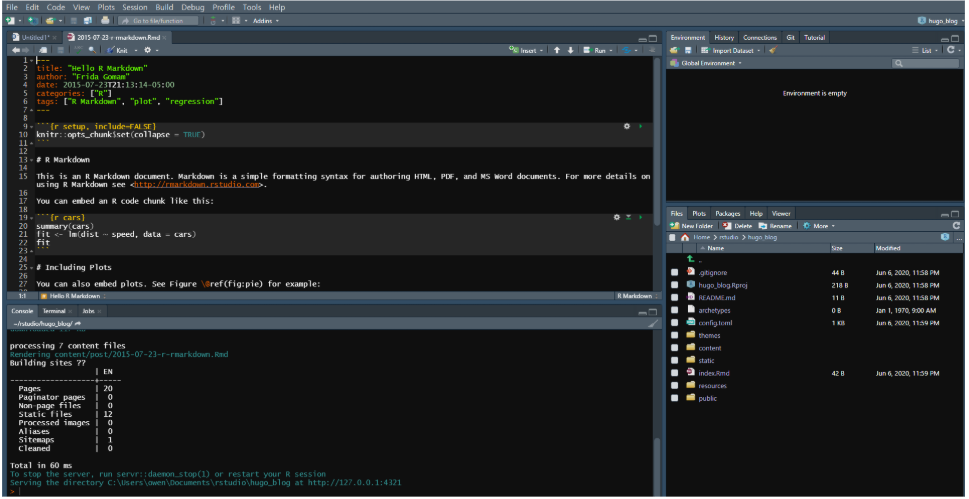 File Edit Code View Plots Session Build Debug Profile Tools Help
Go to file/function Addins hugo_blog
Untitled1* 2015-07-23-r-rmarkdown.Rmd
Knit Insert Run
1 ---
2 title: "Hello R Markdown"
3 author: "Frida Gomam"
4 date: 2015-07-23T21:13:14-05:00
5 categories: ["R"]
6 tags: ["R Markdown", "plot", "regression"]
7 ---
8
9 ```{r setup, include=FALSE}
10 knitr::opts_chunk$set(collapse = TRUE)
11 ```
12
13 # R Markdown
14
15 This is an R Markdown document. Markdown is a simple formatting syntax for authoring HTML, PDF, and MS Word documents. For more details on
using R Markdown see <http://rmarkdown.rstudio.com>.
16
17 You can embed an R code chunk like this:
18
19 ```{r cars}
20 summary(cars)
21 fit <- lm(dist ~ speed, data = cars)
22 fit
23 ```
24
25 # Including Plots
26
27 You can also embed plots. See Figure \@ref(fig:pie) for example:
1:1 Hello R Markdown R Markdown
Console Terminal Jobs
~/rstudio/hugo_blog/
processing 7 content files
Rendering content/post/2015-07-23-r-rmarkdown.Rmd
Building sites ??
| EN
-------------------+-----
Pages | 20
Paginator pages | 0
Non-page files | 0
Static files | 12
Processed images | 0
Aliases | 0
Sitemaps | 1
Cleaned | 0
Total in 60 ms
To stop the server, run servr::daemon_stop(1) or restart your R session
Serving the directory C:\Users\owen\Documents\rstudio\hugo_blog at http://127.0.0.1:4321
>
Environment History Connections Git Tutorial
Import Dataset List
Global Environment
Environment is empty
Files Plots Packages Help Viewer
New Folder Delete Rename More
Home > rstudio > hugo_blog ...
Name Size Modified
..
.gitignore 44 B Jun 6, 2020, 11:58 PM
hugo_blog.Rproj 218 B Jun 6, 2020, 11:58 PM
README.md 11 B Jun 6, 2020, 11:58 PM
archetypes 0 B Jan 1, 1970, 9:00 AM
config.toml 1 KB Jun 6, 2020, 11:59 PM
themes
content
static
index.Rmd 42 B Jun 6, 2020, 11:59 PM
resources
public